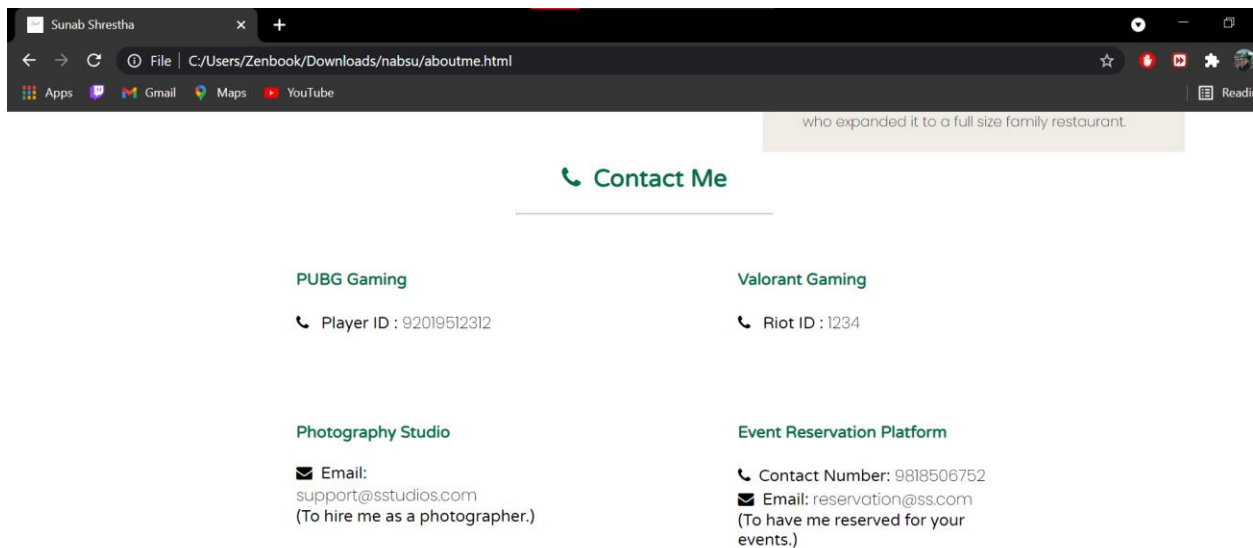 Sunab Shrestha
File C:/Users/Zenbook/Downloads/nabsu/aboutme.html
Apps Gmail Maps YouTube
who expanded it to a full size family restaurant.
Contact Me
PUBG Gaming
Player ID : 92019512312
Valorant Gaming
Riot ID : 1234
Photography Studio
Email:
support@sstudios.com
(To hire me as a photographer.)
Event Reservation Platform
Contact Number: 9818506752
Email: reservation@ss.com
(To have me reserved for your
events.)